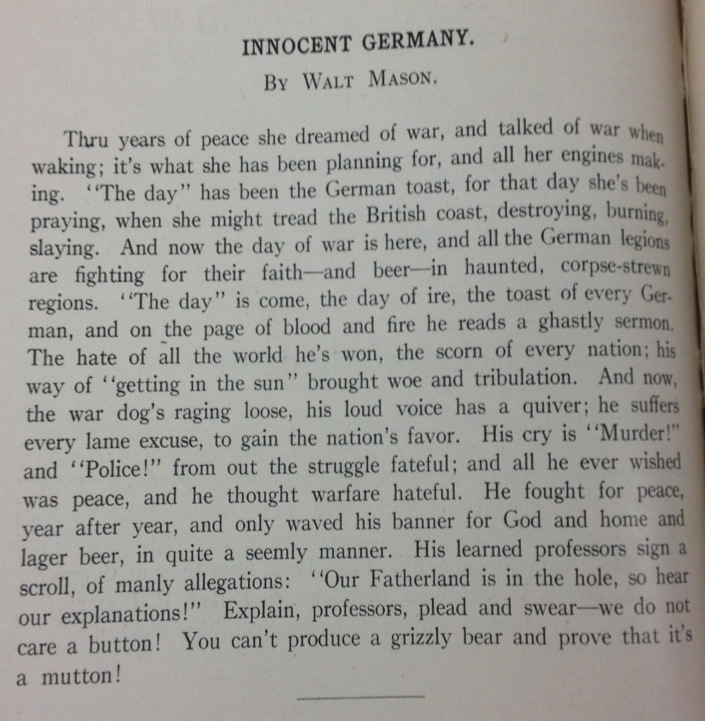 INNOCENT GERMANY.
By Walt Mason.
Thru years of peace she dreamed of war, and talked of war when
waking; it's what she has been planning for, and all her engines mak-
ing. "The day" has been the German toast, for that day she's been
praying, when she might tread the British coast, destroying, burning,
slaying. And now the day of war is here, and all the German legions
are fighting for their faith—and beer—in haunted, corpse-strewn
regions. "The day" is come, the day of ire, the toast of every Ger-
man, and on the page of blood and fire he reads a ghastly sermon.
The hate of all the world he's won, the scorn of every nation; his
way of "getting in the sun" brought woe and tribulation. And now,
the war dog's raging loose, his loud voice has a quiver; he suffers
every lame excuse, to gain the nation's favor. His cry is "Murder!"
and "Police!" from out the struggle fateful; and all he ever wished
was peace, and he thought warfare hateful. He fought for peace,
year after year, and only waved his banner for God and home and
lager beer, in quite a seemly manner. His learned professors sign a
scroll, of manly allegations: "Our Fatherland is in the hole, so hear
our explanations!" Explain, professors, plead and swear—we do not
care a button! You can't produce a grizzly bear and prove that it's
a mutton!